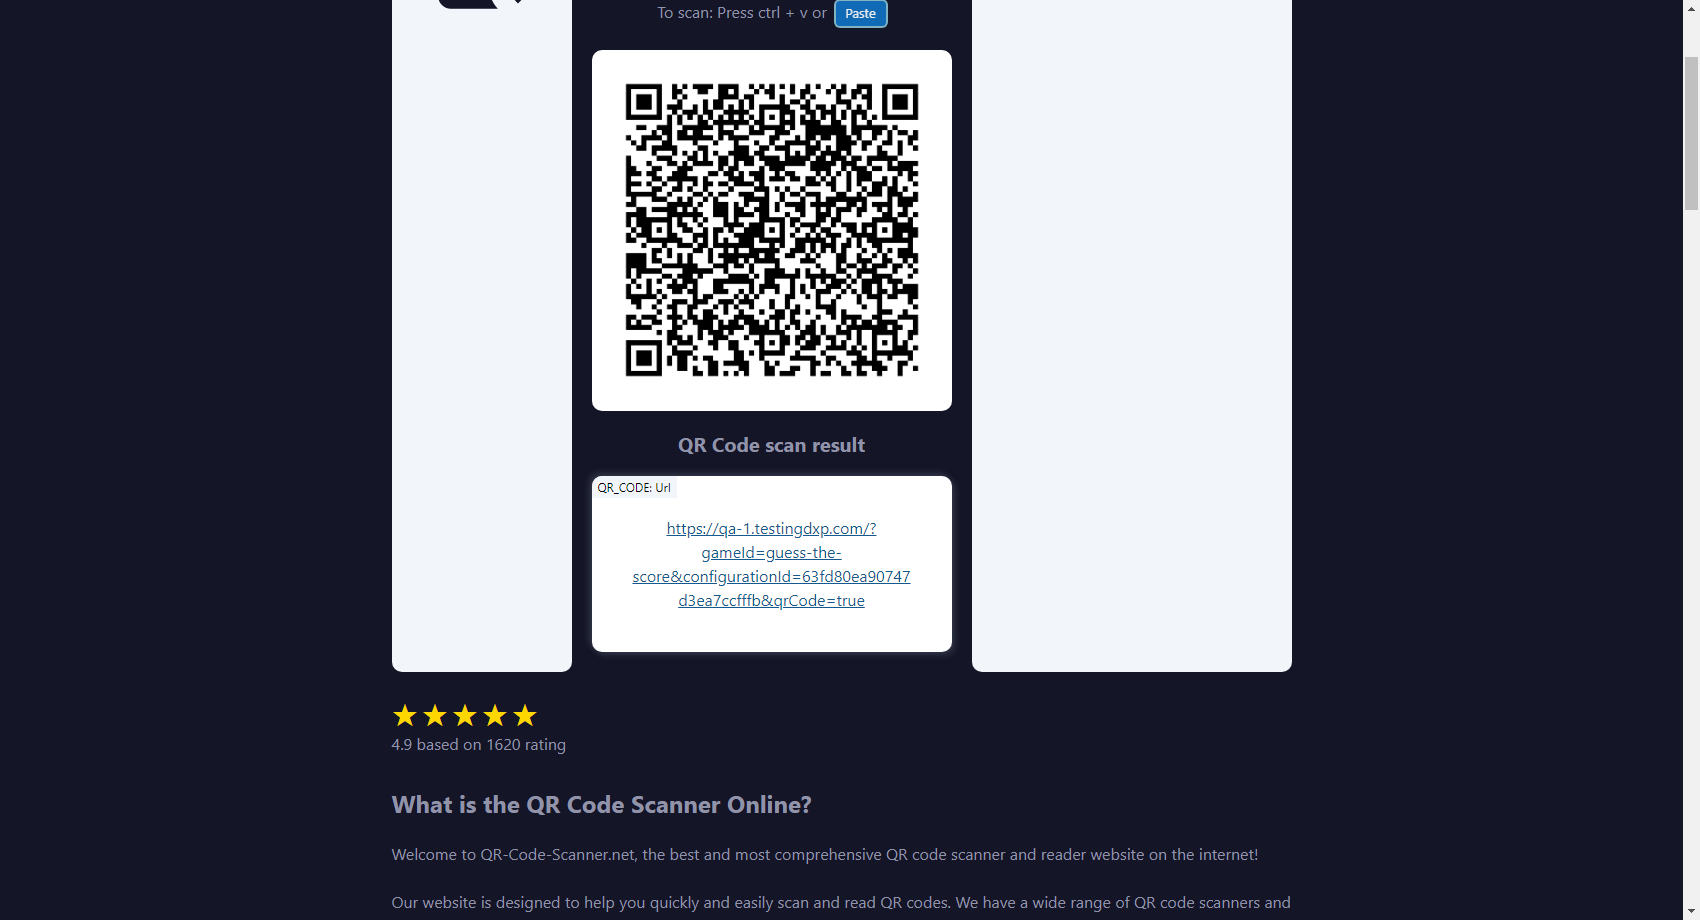 To scan: Press ctrl + v or Paste
QR Code scan result
QR_CODE: Url
https://qa-1.testingdxp.com/?
gameId=guess-the-
score&configurationId=63fd80ea90747
d3ea7ccfffb&qrCode=true
4.9 based on 1620 rating
What is the QR Code Scanner Online?
Welcome to QR-Code-Scanner.net, the best and most comprehensive QR code scanner and reader website on the internet!
Our website is designed to help you quickly and easily scan and read QR codes. We have a wide range of QR code scanners and